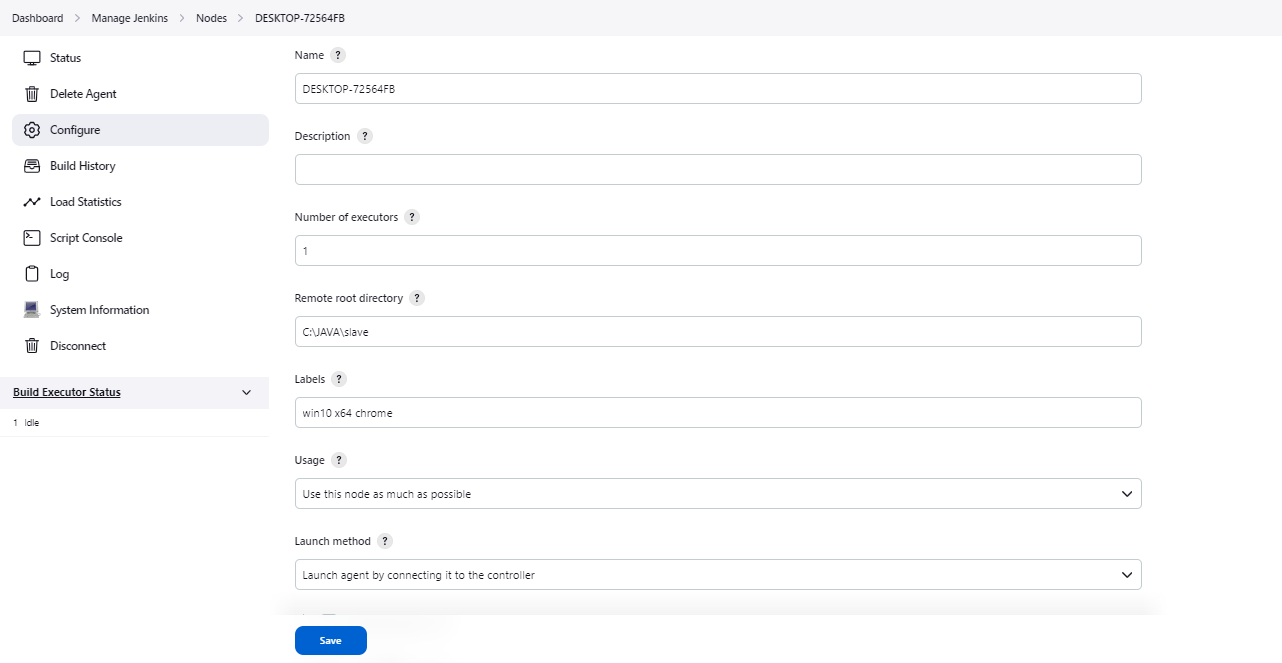 Dashboard > Manage Jenkins > Nodes > DESKTOP-72564FB
Status
Delete Agent
Configure
Build History
Load Statistics
Script Console
Log
System Information
Disconnect
Build Executor Status
1 Idle
Name ?
DESKTOP-72564FB
Description ?
Number of executors ?
1
Remote root directory ?
C:\JAVA\slave
Labels ?
win10 x64 chrome
Usage ?
Use this node as much as possible
Launch method ?
Launch agent by connecting it to the controller
Save